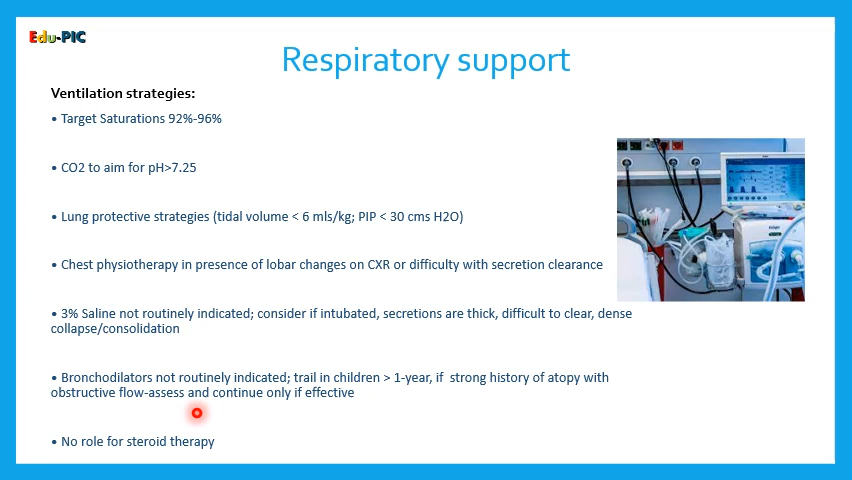 Edu-PIC
Respiratory support
Ventilation strategies:
• Target Saturations 92%-96%
• CO2 to aim for pH>7.25
• Lung protective strategies (tidal volume < 6 mls/kg; PIP < 30 cms H2O)
• Chest physiotherapy in presence of lobar changes on CXR or difficulty with secretion clearance
• 3% Saline not routinely indicated; consider if intubated, secretions are thick, difficult to clear, dense
collapse/consolidation
• Bronchodilators not routinely indicated; trail in children > 1-year, if  strong history of atopy with
obstructive flow-assess and continue only if effective
• No role for steroid therapy